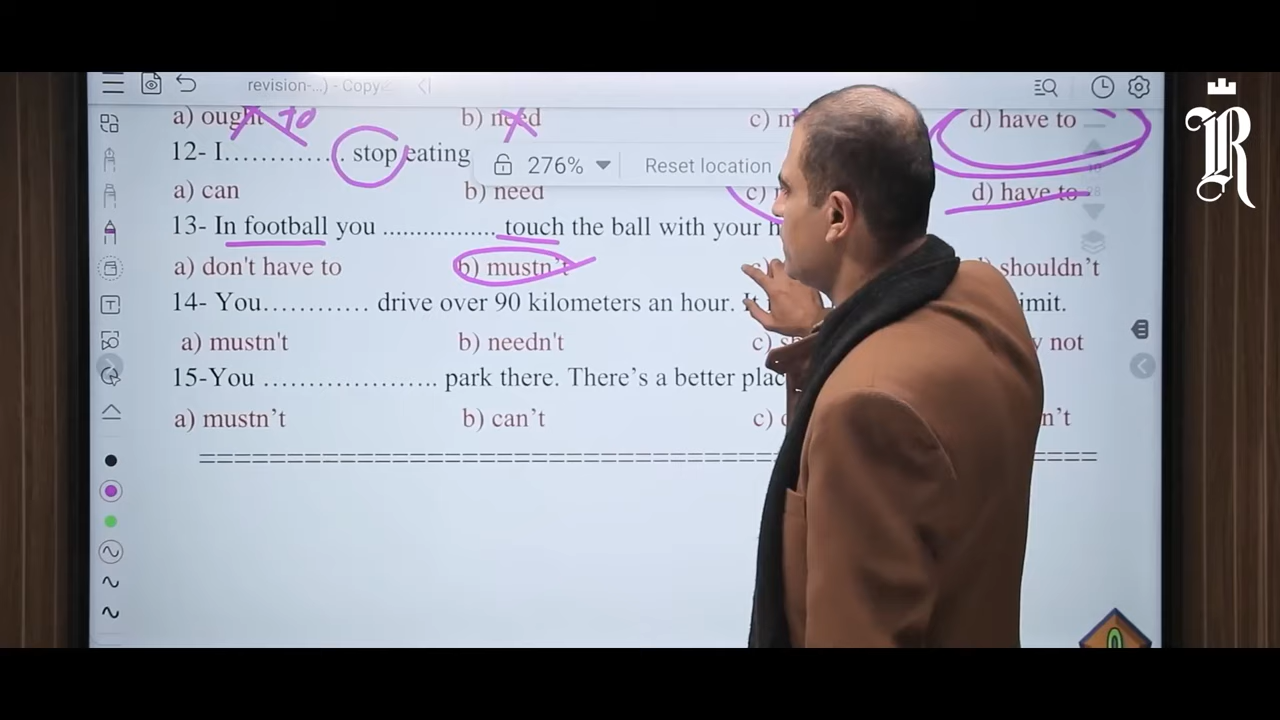 revision-...) - Copy
a) ought to b) need c) d) have to
12- I.............. stop eating
276% Reset location
a) can b) need c) d) have to
13- In football you ................. touch the ball with your
a) don't have to b) mustn't c) shouldn't
14- You............ drive over 90 kilometers an hour. It limit.
a) mustn't b) needn't c) not
15-You .................... park there. There's a better
a) mustn't b) can't c)
R